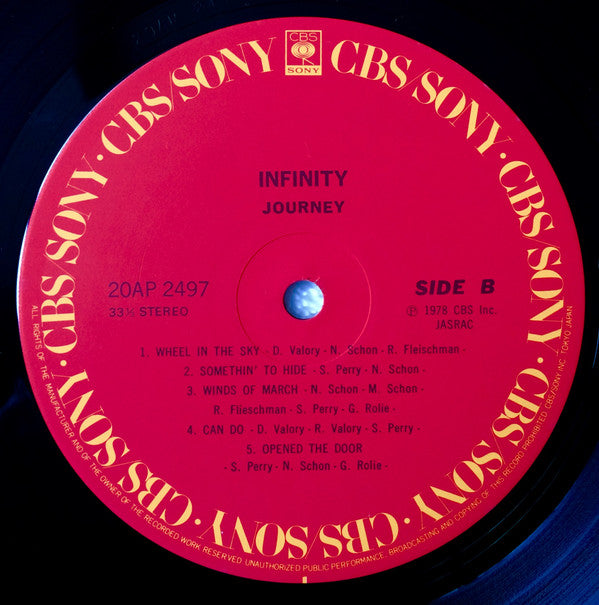 CBS/SONY · CBS/SONY · CBS/SONY · CBS/SONY · CBS/SONY · CBS/SONY · CBS/SONY · CBS/SONY
CBS
SONY
INFINITY
JOURNEY
20AP 2497
33⅓ STEREO
SIDE B
Ⓟ 1978 CBS Inc.
JASRAC
1. WHEEL IN THE SKY - D. Valory - N. Schon - R. Fleischman -
2. SOMETHIN' TO HIDE - S. Perry - N. Schon -
3. WINDS OF MARCH - N. Schon - M. Schon -
R. Flieschman - S. Perry - G. Rolie -
4. CAN DO - D. Valory - R. Valory - S. Perry -
5. OPENED THE DOOR
- S. Perry - N. Schon - G. Rolie -
ALL RIGHTS OF THE MANUFACTURER AND OF THE OWNER OF THE RECORDED WORK RESERVED. UNAUTHORIZED PUBLIC PERFORMANCE, BROADCASTING AND COPYING OF THIS RECORD PROHIBITED. CBS/SONY INC. TOKYO JAPAN